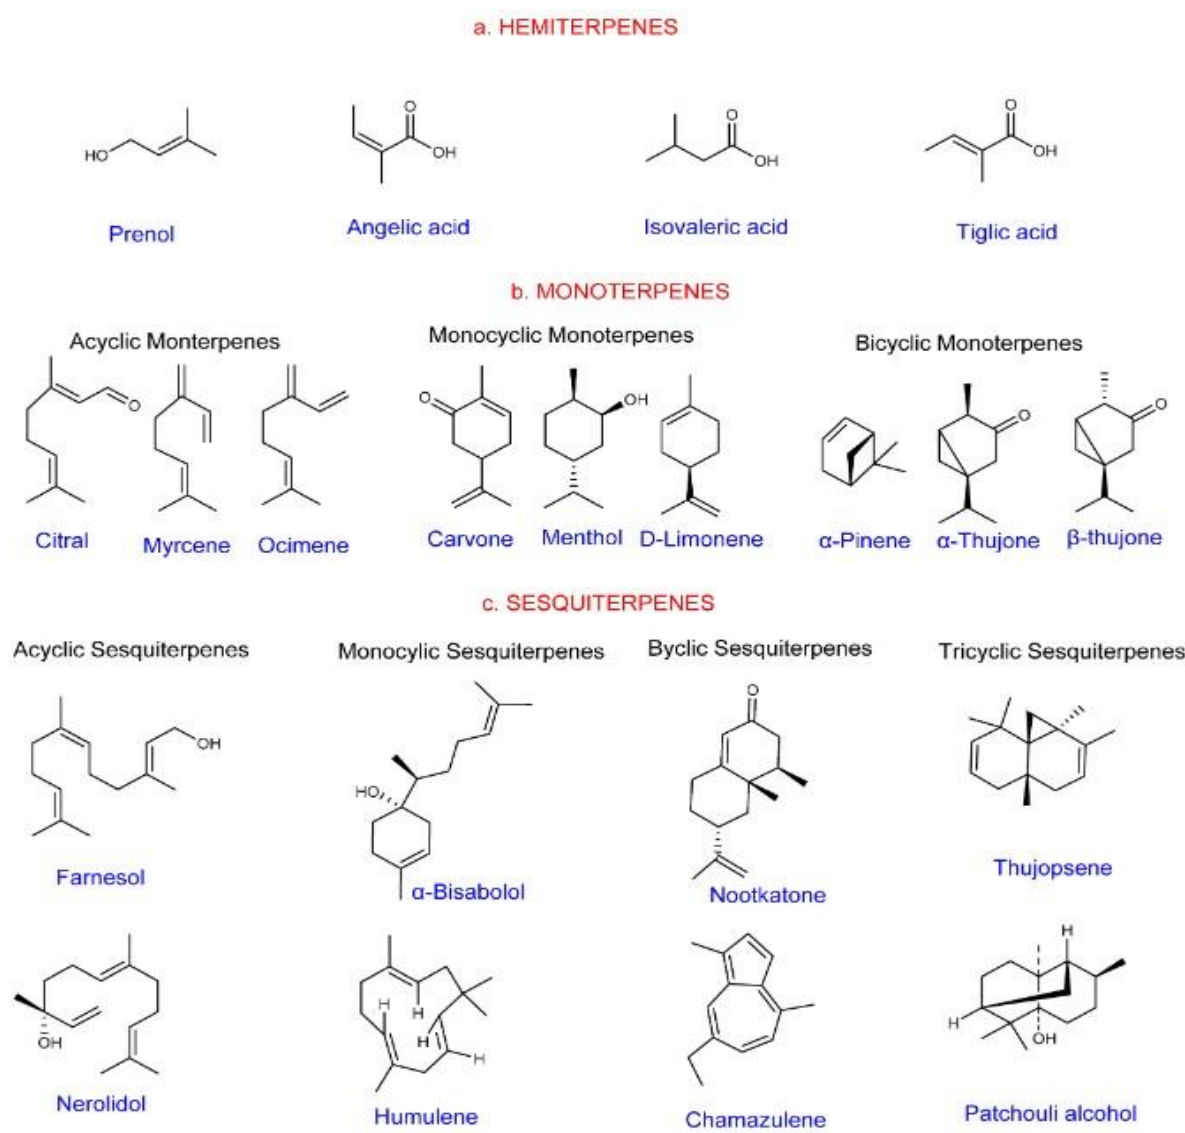 a. HEMITERPENES
HO
O
OH
O
OH
O
OH
Prenol
Angelic acid
Isovaleric acid
Tiglic acid
b. MONOTERPENES
Acyclic Monterpenes
Monocyclic Monoterpenes
Bicyclic Monoterpenes
O
O
OH
O
O
Citral
Myrcene
Ocimene
Carvone
Menthol
D-Limonene
α-Pinene
α-Thujone
β-thujone
c. SESQUITERPENES
Acyclic Sesquiterpenes
Monocylic Sesquiterpenes
Byclic Sesquiterpenes
Tricyclic Sesquiterpenes
OH
HO
O
Farnesol
α-Bisabolol
Nootkatone
Thujopsene
OH
H
H
H
H
H
H
OH
Nerolidol
Humulene
Chamazulene
Patchouli alcohol